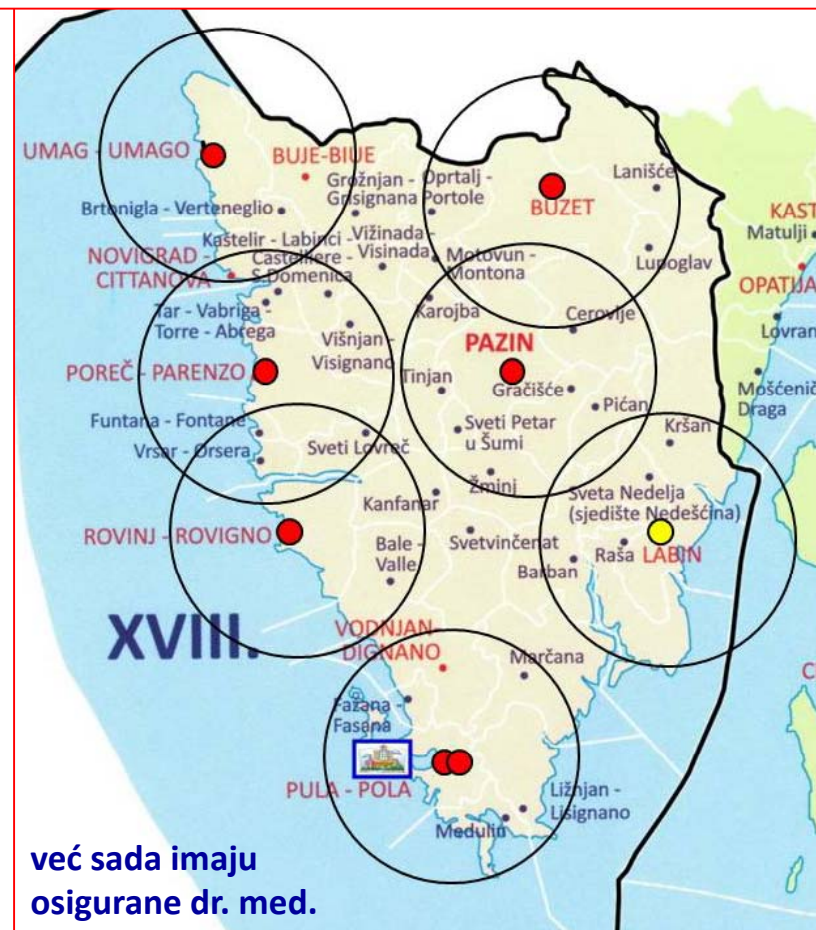 UMAG - UMAGO
BUJE-BIUE
Grožnjan -
Grisignana
Oprtalj -
Portole
Lanišće
BUZET
Brtonigla - Verteneglio
KAST
Matulji
Kaštelir - Labinci -
Castelliere -
S.Domenica
Vižinada -
Visinada
NOVIGRAD -
CITTANOVA
Motovun -
Montona
Lupoglav
OPATIJA
Tar - Vabriga -
Torre - Abrega
Karojba
Cerovlje
Lovran
Višnjan -
Visignano
PAZIN
POREČ - PARENZO
Tinjan
Gračišće
Pićan
Mošćenič
Draga
Funtana - Fontane
Vrsar - Orsera
Sveti Lovreč
Sveti Petar
u Šumi
Kršan
Žminj
Kanfanar
Sveta Nedelja
(sjedište Nedešćina)
ROVINJ - ROVIGNO
Bale -
Valle
Svetvinčenat
Barban
Raša
LABIN
XVIII.
VODNJAN-
DIGNANO
Marčana
Fažana -
Fasana
PULA - POLA
Ližnjan -
Lisignano
Medulin
već sada imaju
osigurane dr. med.